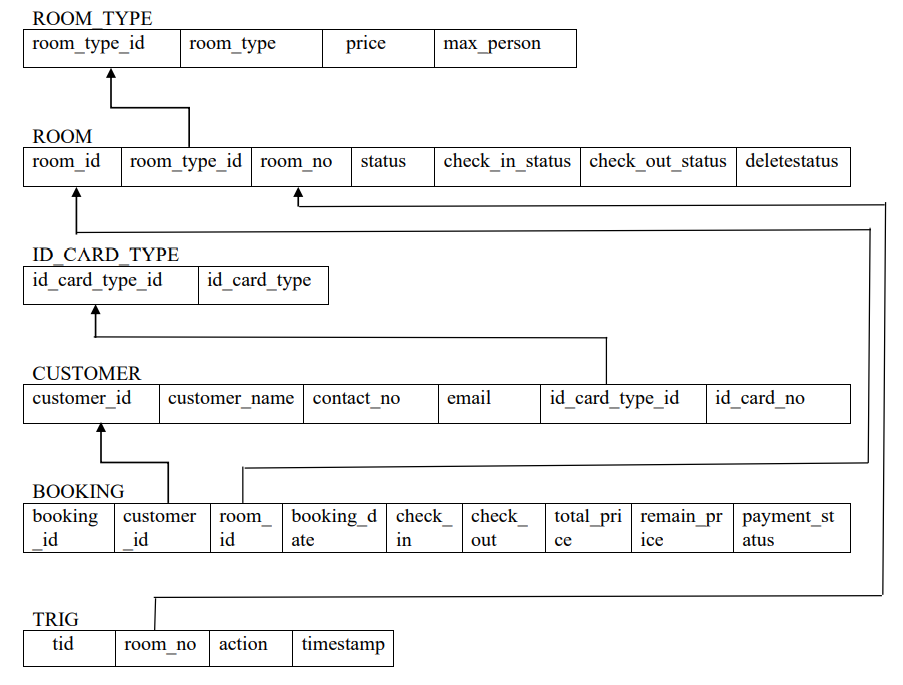 ROOM_TYPE
room_type_id room_type price max_person
ROOM
room_id room_type_id room_no status check_in_status check_out_status deletestatus
ID_CARD_TYPE
id_card_type_id id_card_type
CUSTOMER
customer_id customer_name contact_no email id_card_type_id id_card_no
BOOKING
booking customer room_ booking_d check_ check_ total_pri remain_pr payment_st
_id _id id ate in out ce ice atus
TRIG
tid room_no action timestamp